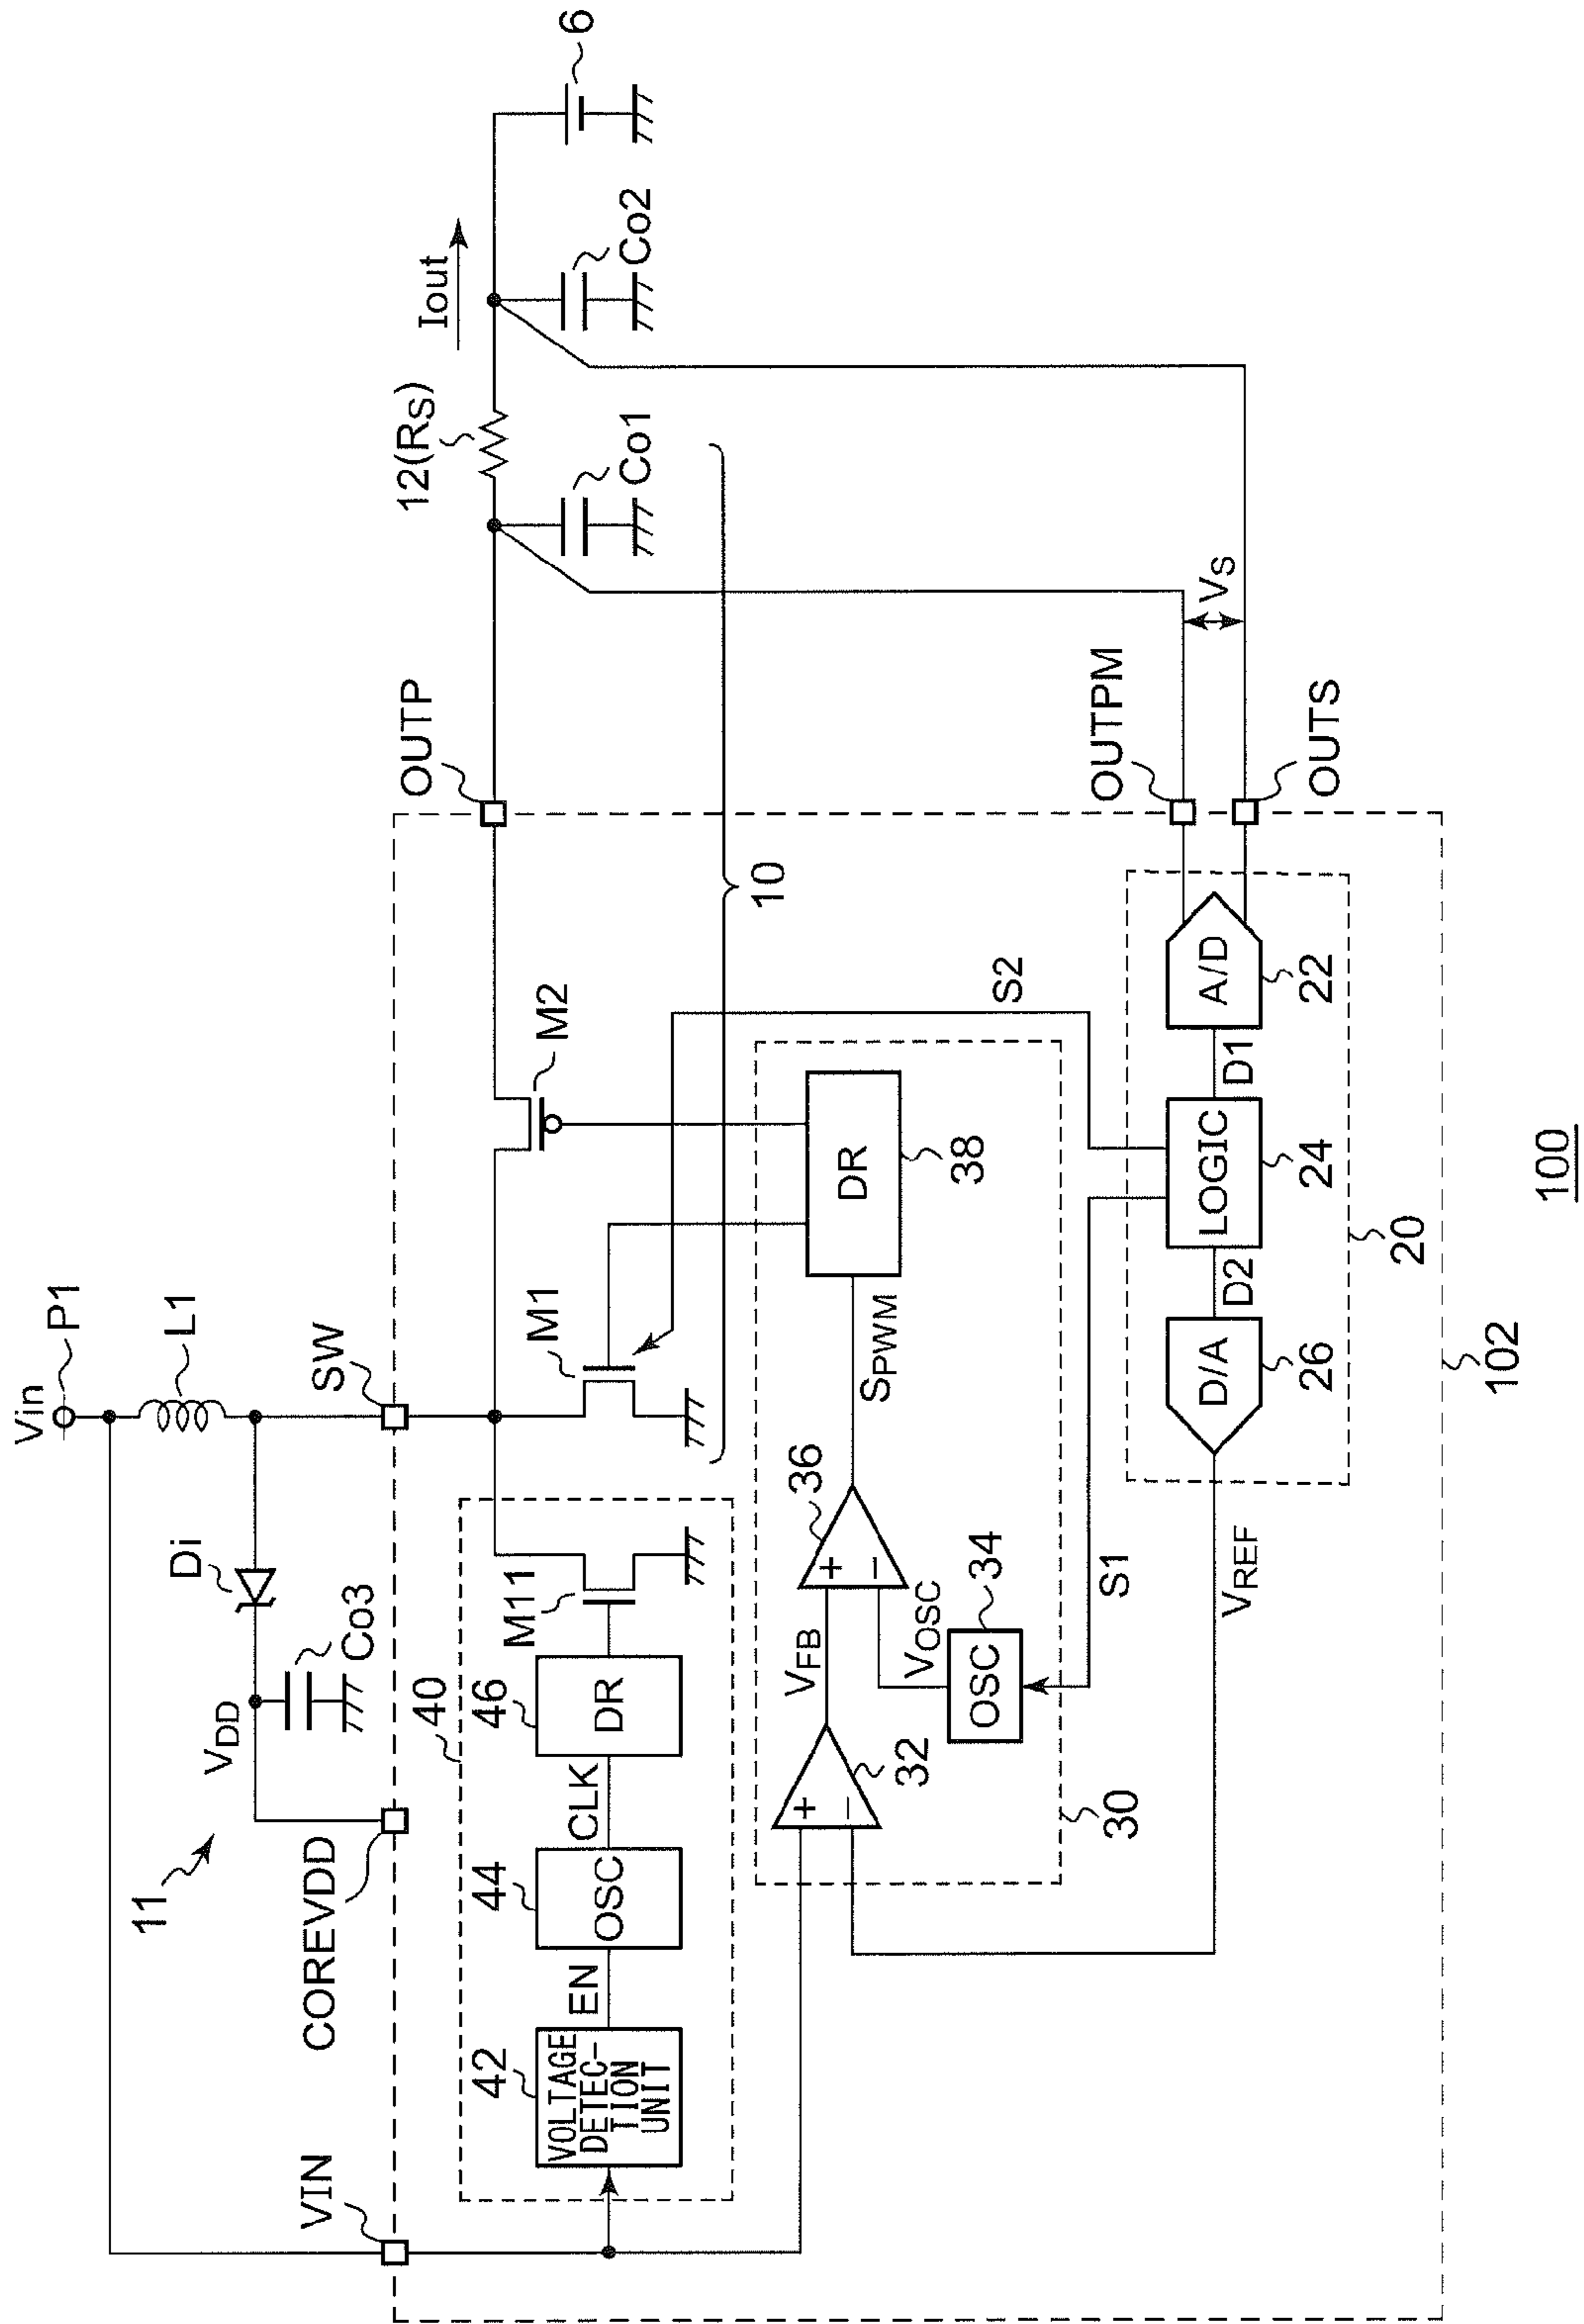 Vin
P1
L1
Di
11
VDD
Co3
VIN
COREVDD
SW
OUTP
12(Rs)
Iout
6
Co1
Co2
40
42
VOLTAGE
DETEC-
TION
UNIT
EN
44
OSC
CLK
46
DR
M11
M1
M2
10
32
+
−
VFB
VOSC
34
OSC
36
+
−
SPWM
DR
38
30
S1
S2
VREF
D/A
26
D2
LOGIC
24
D1
A/D
22
20
OUTPM
OUTS
Vs
102
100